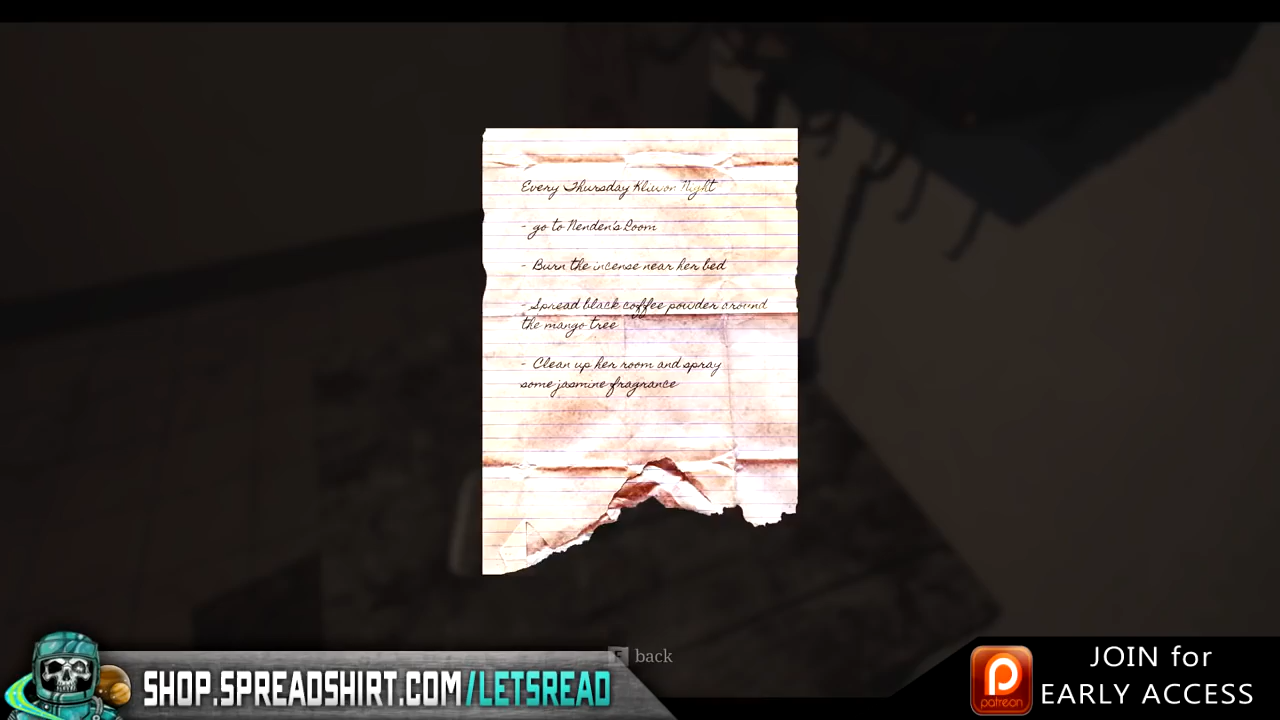 Every Thursday Kliwon Night
- go to Nenden's Room
- Burn the incense near her bed
- Spread black coffee powder around
the mango tree
- Clean up her room and spray
some jasmine fragrance
E back
SHOP.SPREADSHIRT.COM/LETSREAD
JOIN for
EARLY ACCESS
patreon